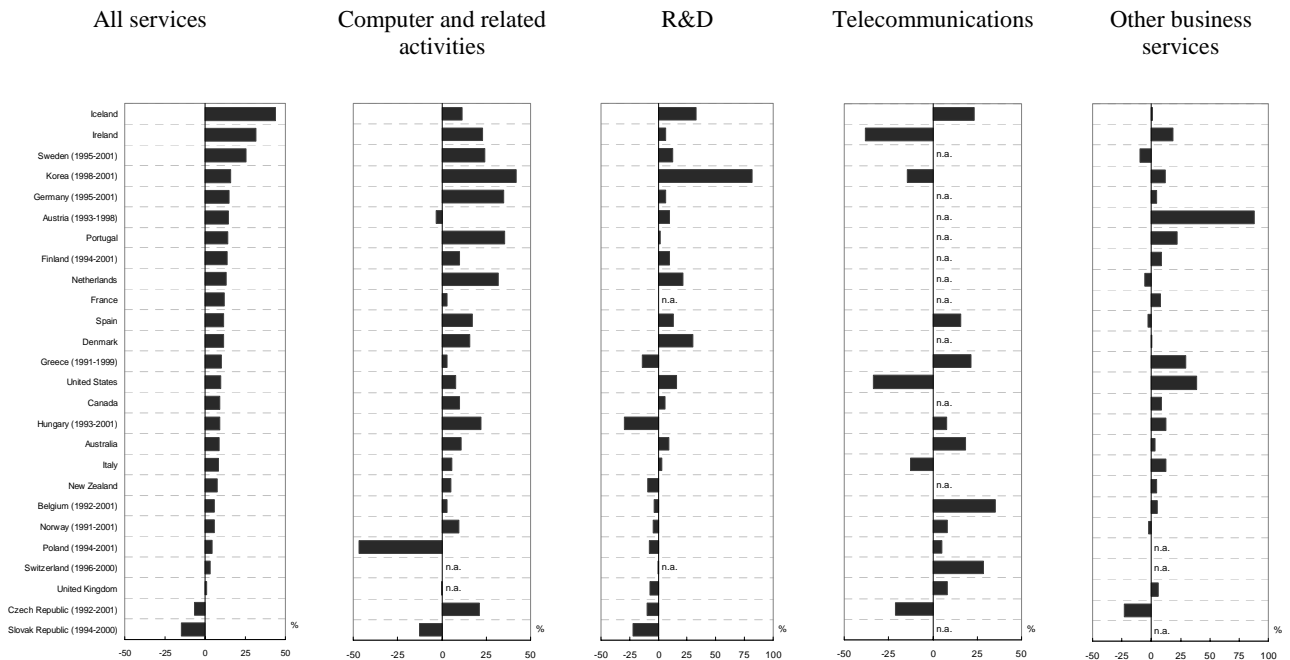 All services
Computer and related
activities
R&D
Telecommunications
Other business
services
Iceland
Ireland
Sweden (1995-2001)
n.a.
Korea (1998-2001)
Germany (1995-2001)
n.a.
Austria (1993-1998)
n.a.
Portugal
n.a.
Finland (1994-2001)
n.a.
Netherlands
n.a.
France
n.a.
n.a.
Spain
Denmark
n.a.
Greece (1991-1999)
United States
Canada
n.a.
Hungary (1993-2001)
Australia
Italy
New Zealand
n.a.
Belgium (1992-2001)
Norway (1991-2001)
Poland (1994-2001)
n.a.
Switzerland (1996-2000)
n.a.
n.a.
n.a.
United Kingdom
n.a.
Czech Republic (1992-2001)
Slovak Republic (1994-2000)
%
%
%
n.a.
%
n.a.
%
-50 -25 0 25 50
-50 -25 0 25 50
-50 -25 0 25 50 75 100
-50 -25 0 25 50
-50 -25 0 25 50 75 100